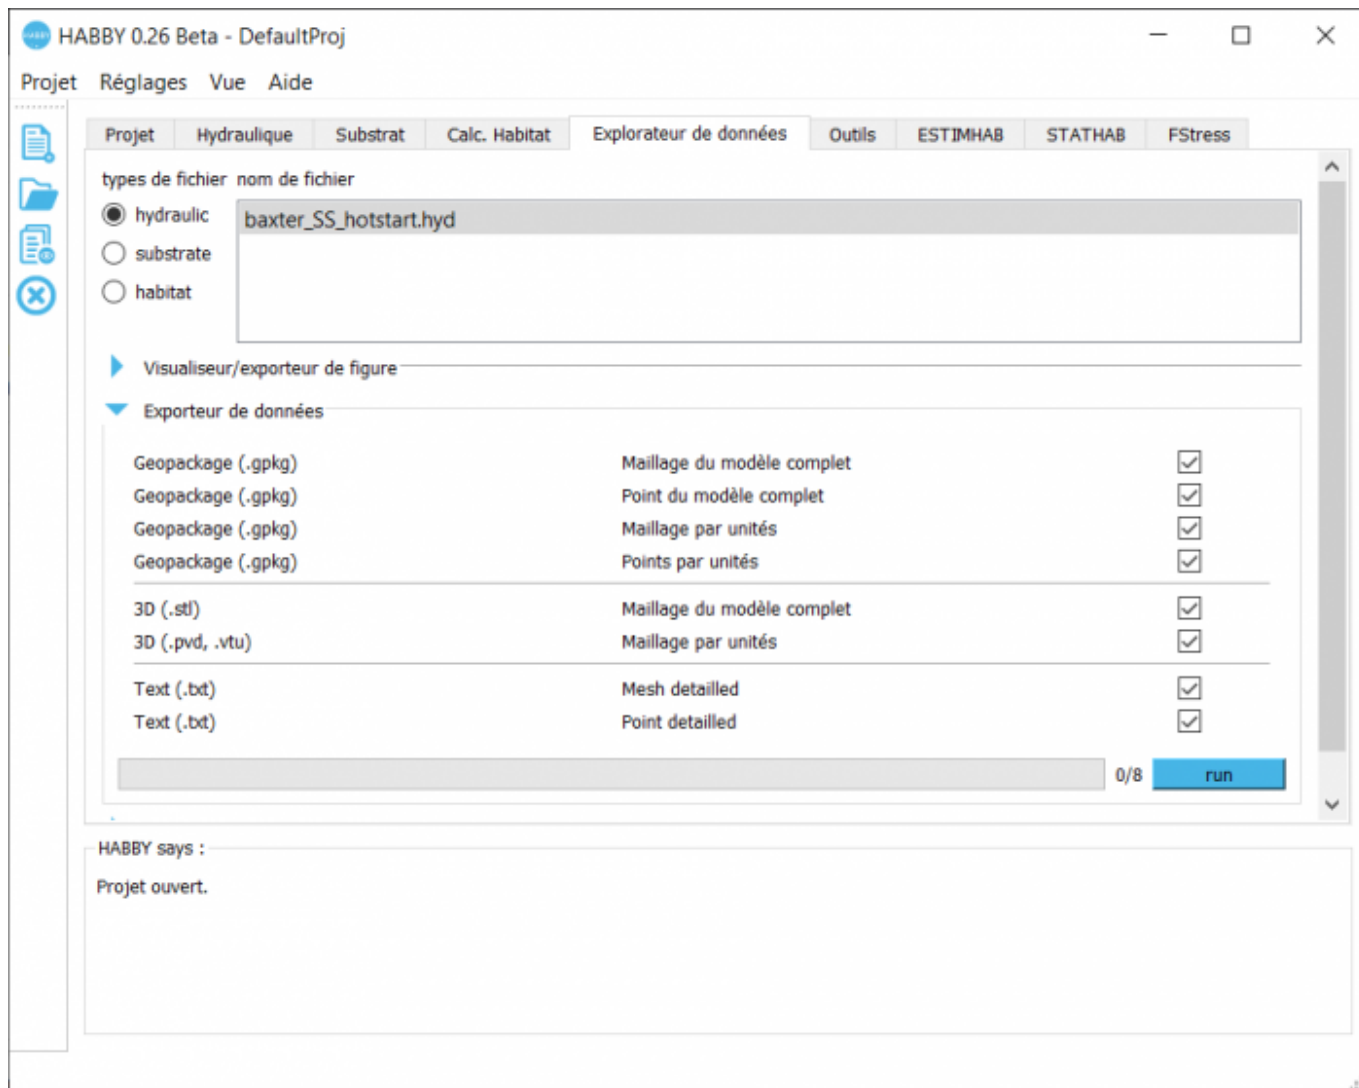 HABBY 0.26 Beta - DefaultProj
Projet Réglages Vue Aide
Projet Hydraulique Substrat Calc. Habitat Explorateur de données Outils ESTIMHAB STATHAB FStress
types de fichier nom de fichier
hydraulic baxter_SS_hotstart.hyd
substrate
habitat
Visualiseur/exporteur de figure
Exporteur de données
Geopackage (.gpkg) Maillage du modèle complet
Geopackage (.gpkg) Point du modèle complet
Geopackage (.gpkg) Maillage par unités
Geopackage (.gpkg) Points par unités
3D (.stl) Maillage du modèle complet
3D (.pvd, .vtu) Maillage par unités
Text (.txt) Mesh detailled
Text (.txt) Point detailled
0/8 run
HABBY says :
Projet ouvert.